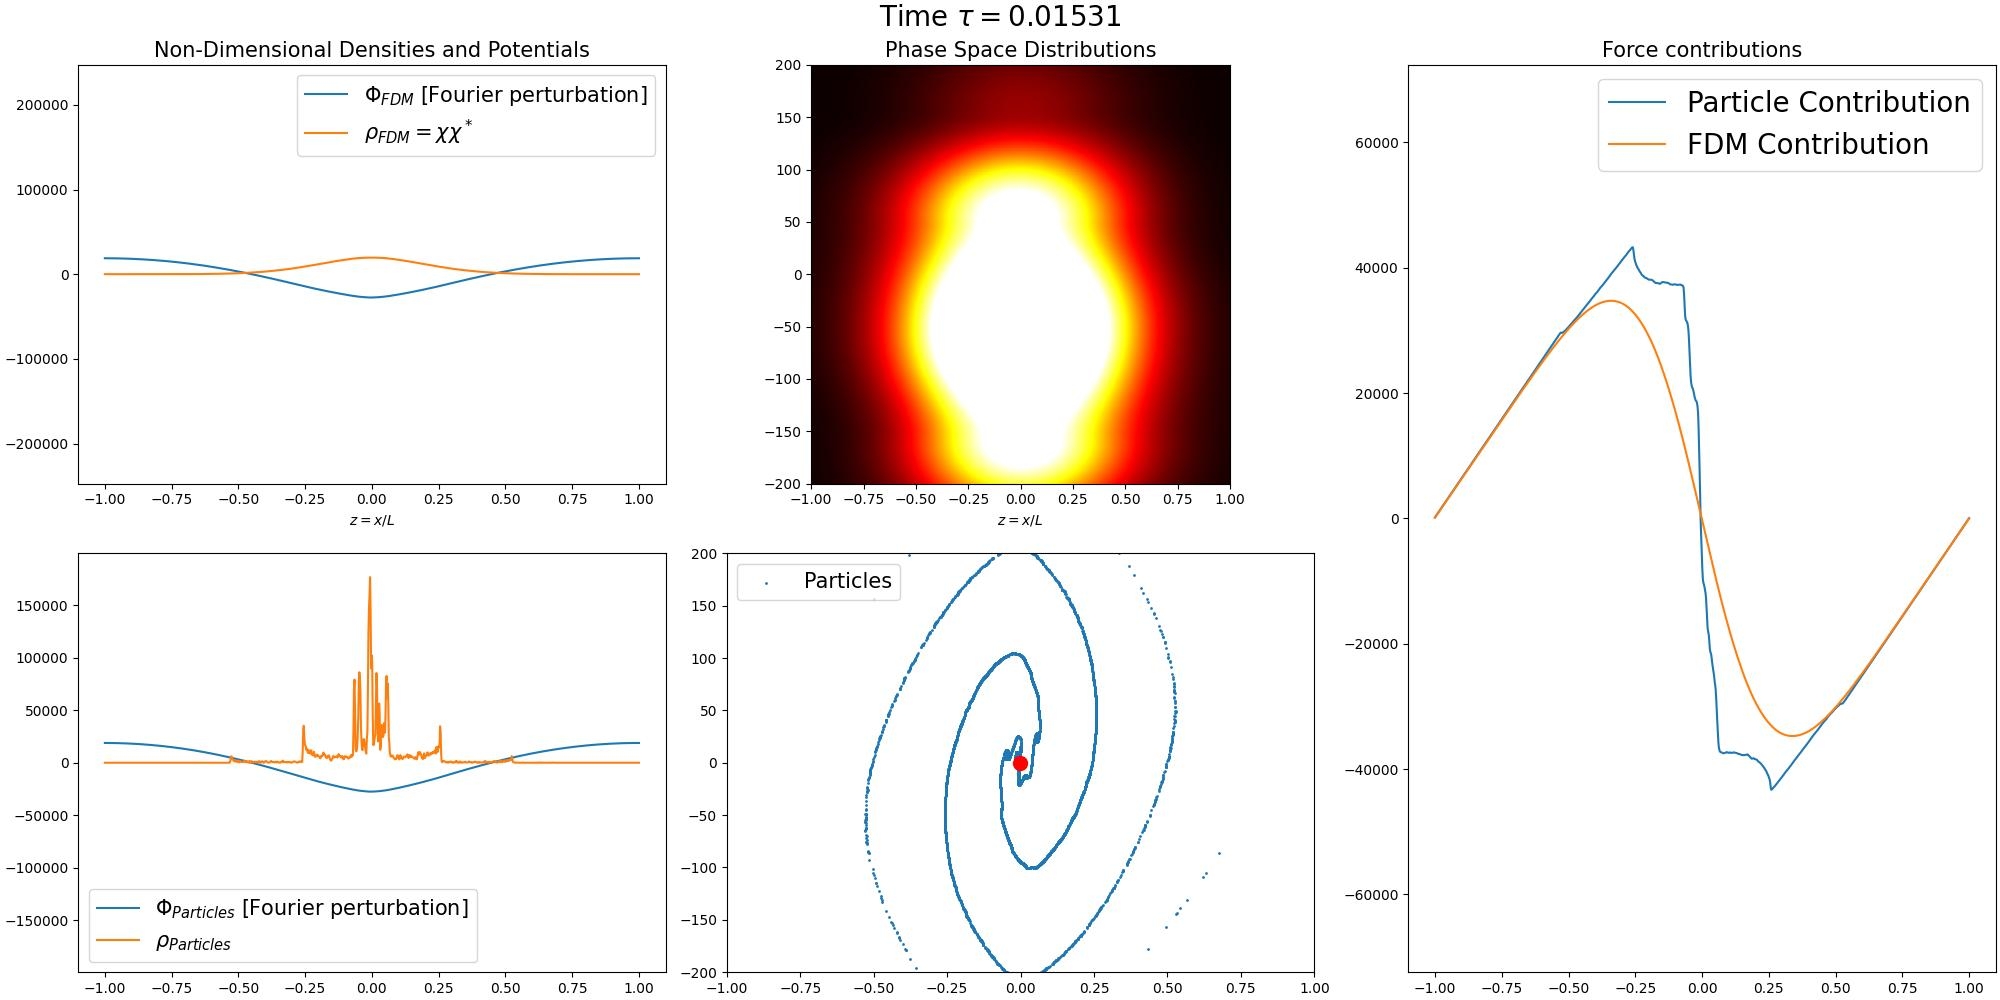 Time τ = 0.01531
Non-Dimensional Densities and Potentials
Φ_FDM [Fourier perturbation]
ρ_FDM = χχ*
200000
100000
0
−100000
−200000
−1.00 −0.75 −0.50 −0.25 0.00 0.25 0.50 0.75 1.00
z = x/L
Phase Space Distributions
200
150
100
50
0
−50
−100
−150
−200
−1.00 −0.75 −0.50 −0.25 0.00 0.25 0.50 0.75 1.00
z = x/L
Force contributions
Particle Contribution
FDM Contribution
60000
40000
20000
0
−20000
−40000
−60000
−1.00 −0.75 −0.50 −0.25 0.00 0.25 0.50 0.75 1.00
150000
100000
50000
0
−50000
−100000
−150000
Φ_Particles [Fourier perturbation]
ρ_Particles
−1.00 −0.75 −0.50 −0.25 0.00 0.25 0.50 0.75 1.00
Particles
200
150
100
50
0
−50
−100
−150
−200
−1.00 −0.75 −0.50 −0.25 0.00 0.25 0.50 0.75 1.00